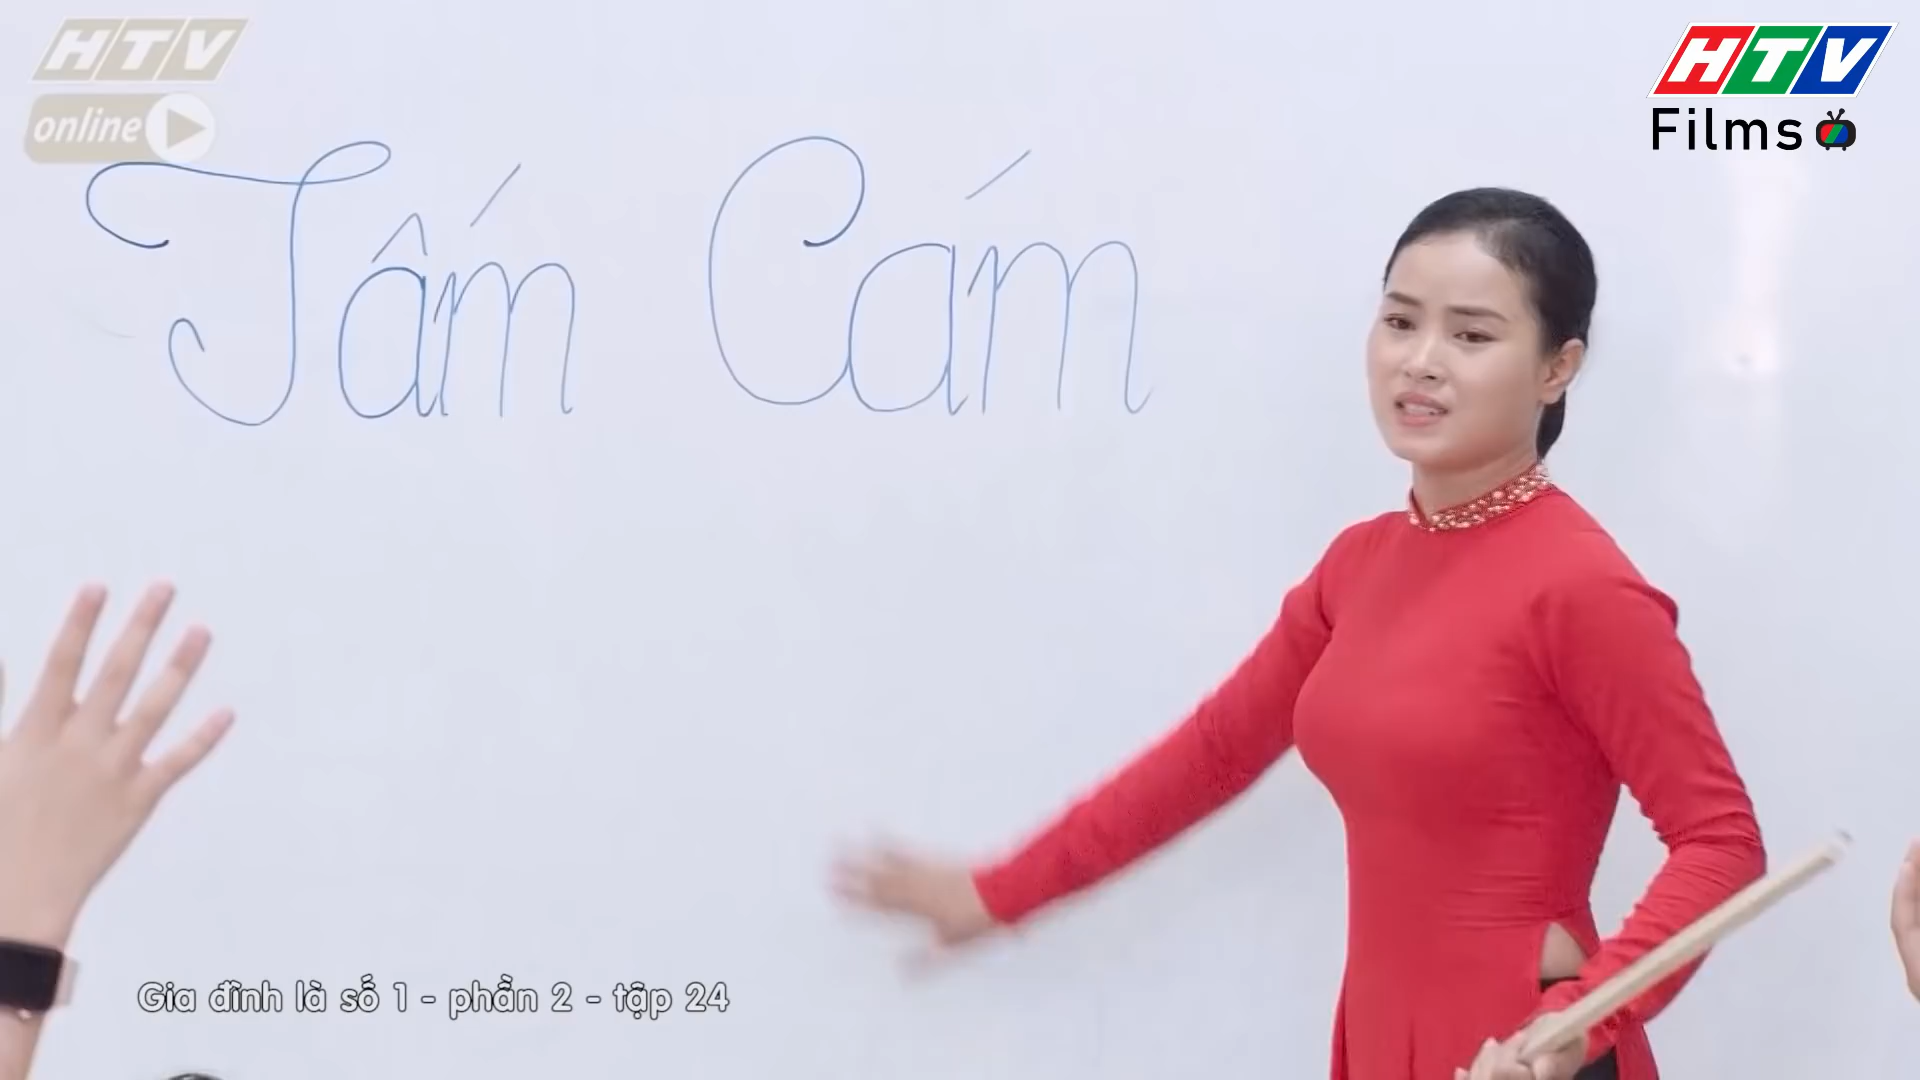 HTV
online
HTV
Films
Tấm Cám
Gia đình là số 1 - phần 2 - tập 24